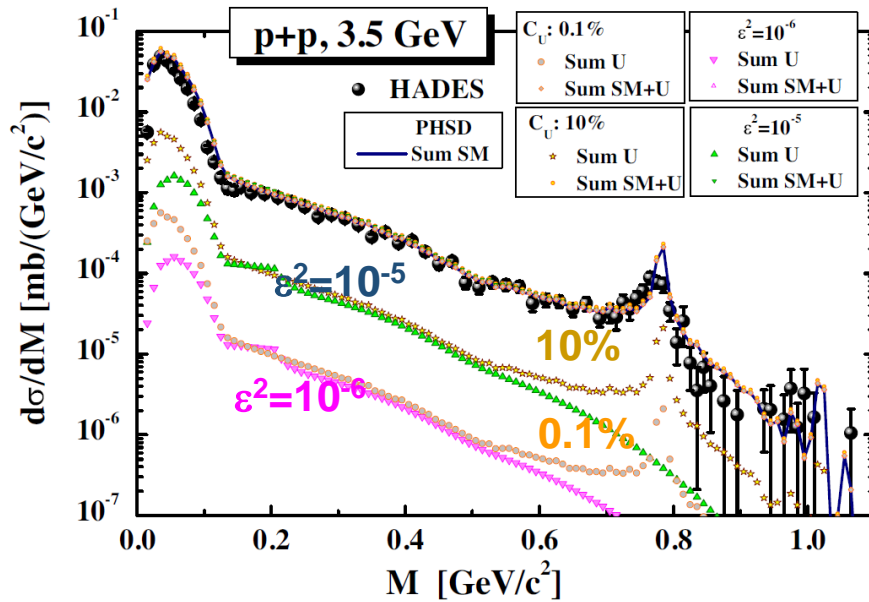 p+p, 3.5 GeV
HADES
PHSD
Sum SM
C_U: 0.1%
Sum U
Sum SM+U
ε²=10⁻⁶
Sum U
Sum SM+U
C_U: 10%
Sum U
Sum SM+U
ε²=10⁻⁵
Sum U
Sum SM+U
dσ/dM [mb/(GeV/c²)]
10⁻¹
10⁻²
10⁻³
10⁻⁴
10⁻⁵
10⁻⁶
10⁻⁷
ε²=10⁻⁵
10%
ε²=10⁻⁶
0.1%
0.0 0.2 0.4 0.6 0.8 1.0
M [GeV/c²]